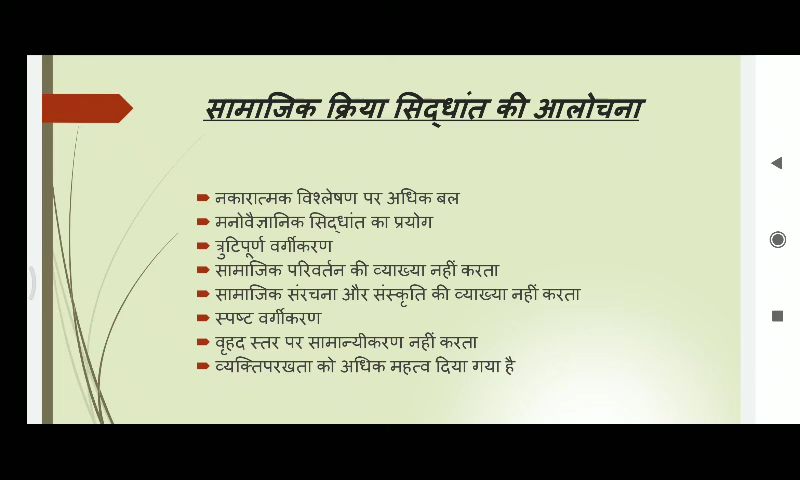 सामाजिक क्रिया सिद्धांत की आलोचना
नकारात्मक विश्लेषण पर अधिक बल
मनोवैज्ञानिक सिद्धांत का प्रयोग
त्रुटिपूर्ण वर्गीकरण
सामाजिक परिवर्तन की व्याख्या नहीं करता
सामाजिक संरचना और संस्कृति की व्याख्या नहीं करता
स्पष्ट वर्गीकरण
वृहद स्तर पर सामान्यीकरण नहीं करता
व्यक्तिपरखता को अधिक महत्व दिया गया है